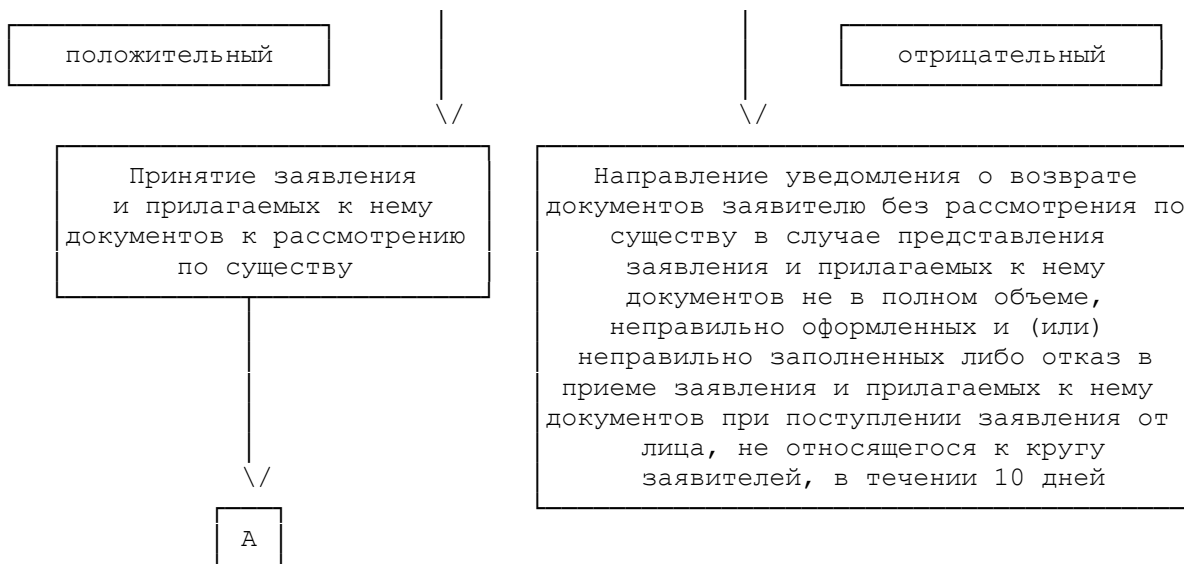 положительный
отрицательный
Принятие заявления
и прилагаемых к нему
документов к рассмотрению
по существу
Направление уведомления о возврате
документов заявителю без рассмотрения по
существу в случае представления
заявления и прилагаемых к нему
документов не в полном объеме,
неправильно оформленных и (или)
неправильно заполненных либо отказ в
приеме заявления и прилагаемых к нему
документов при поступлении заявления от
лица, не относящегося к кругу
заявителей, в течении 10 дней
А